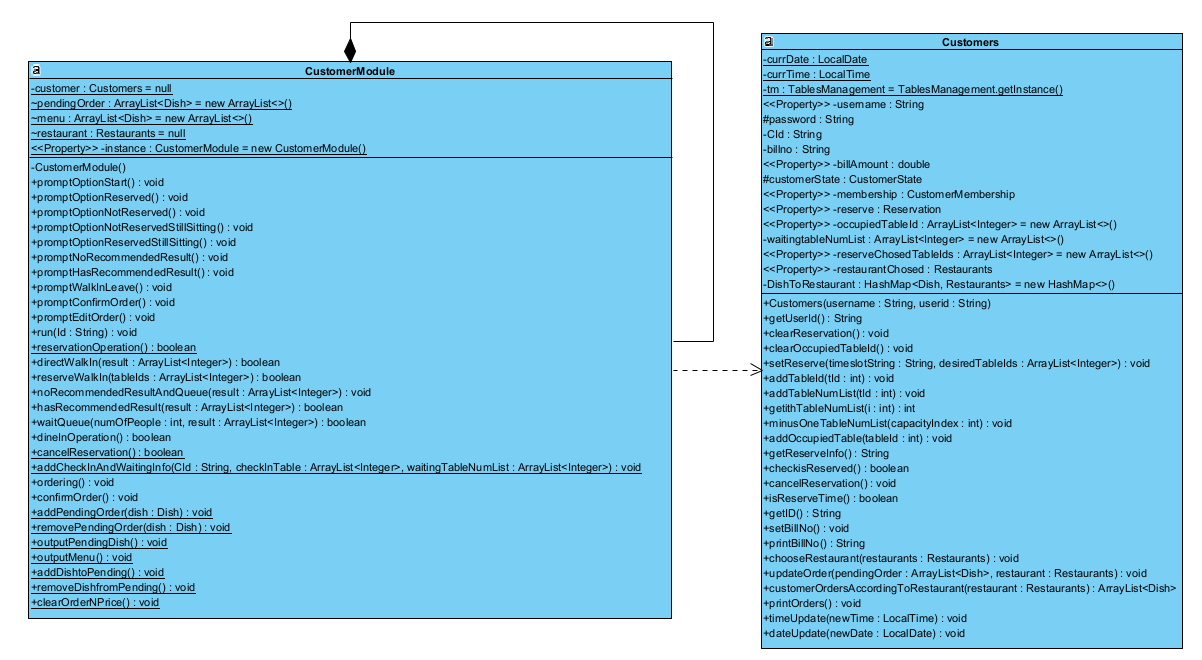 CustomerModule
-customer : Customers = null
~pendingOrder : ArrayList<Dish> = new ArrayList<>()
~menu : ArrayList<Dish> = new ArrayList<>()
~restaurant : Restaurants = null
<<Property>> -instance : CustomerModule = new CustomerModule()
-CustomerModule()
+promptOptionStart() : void
+promptOptionReserved() : void
+promptOptionNotReserved() : void
+promptOptionNotReservedStillSitting() : void
+promptOptionReservedStillSitting() : void
+promptNoRecommendedResult() : void
+promptHasRecommendedResult() : void
+promptWalkInLeave() : void
+promptConfirmOrder() : void
+promptEditOrder() : void
+run(Id : String) : void
+reservationOperation() : boolean
+directWalkIn(result : ArrayList<Integer>) : boolean
+reserveWalkIn(tableIds : ArrayList<Integer>) : boolean
+noRecommendedResultAndQueue(result : ArrayList<Integer>) : void
+hasRecommendedResult(result : ArrayList<Integer>) : boolean
+waitQueue(numOfPeople : int, result : ArrayList<Integer>) : boolean
+dineInOperation() : boolean
+cancelReservation() : boolean
+addCheckInAndWaitingInfo(CId : String, checkInTable : ArrayList<Integer>, waitingTableNumList : ArrayList<Integer>) : void
+ordering() : void
+confirmOrder() : void
+addPendingOrder(dish : Dish) : void
+removePendingOrder(dish : Dish) : void
+outputPendingDish() : void
+outputMenu() : void
+addDishtoPending() : void
+removeDishfromPending() : void
+clearOrderNPrice() : void
Customers
-currDate : LocalDate
-currTime : LocalTime
-tm : TablesManagement = TablesManagement.getInstance()
<<Property>> -username : String
#password : String
-CId : String
-billno : String
<<Property>> -billAmount : double
#customerState : CustomerState
<<Property>> -membership : CustomerMembership
<<Property>> -reserve : Reservation
<<Property>> -occupiedTableId : ArrayList<Integer> = new ArrayList<>()
-waitingtableNumList : ArrayList<Integer> = new ArrayList<>()
<<Property>> -reserveChosedTableIds : ArrayList<Integer> = new ArrayList<>()
<<Property>> -restaurantChosed : Restaurants
-DishToRestaurant : HashMap<Dish, Restaurants> = new HashMap<>()
+Customers(username : String, userid : String)
+getUserId() : String
+clearReservation() : void
+clearOccupiedTableId() : void
+setReserve(timeslotString : String, desiredTableIds : ArrayList<Integer>) : void
+addTableId(tId : int) : void
+addTableNumList(tId : int) : void
+getithTableNumList(i : int) : int
+minusOneTableNumList(capacityIndex : int) : void
+addOccupiedTable(tableId : int) : void
+getReserveInfo() : String
+checkisReserved() : boolean
+cancelReservation() : void
+isReserveTime() : boolean
+getID() : String
+setBillNo() : void
+printBillNo() : String
+chooseRestaurant(restaurants : Restaurants) : void
+updateOrder(pendingOrder : ArrayList<Dish>, restaurant : Restaurants) : void
+customerOrdersAccordingToRestaurant(restaurant : Restaurants) : ArrayList<Dish>
+printOrders() : void
+timeUpdate(newTime : LocalTime) : void
+dateUpdate(newDate : LocalDate) : void